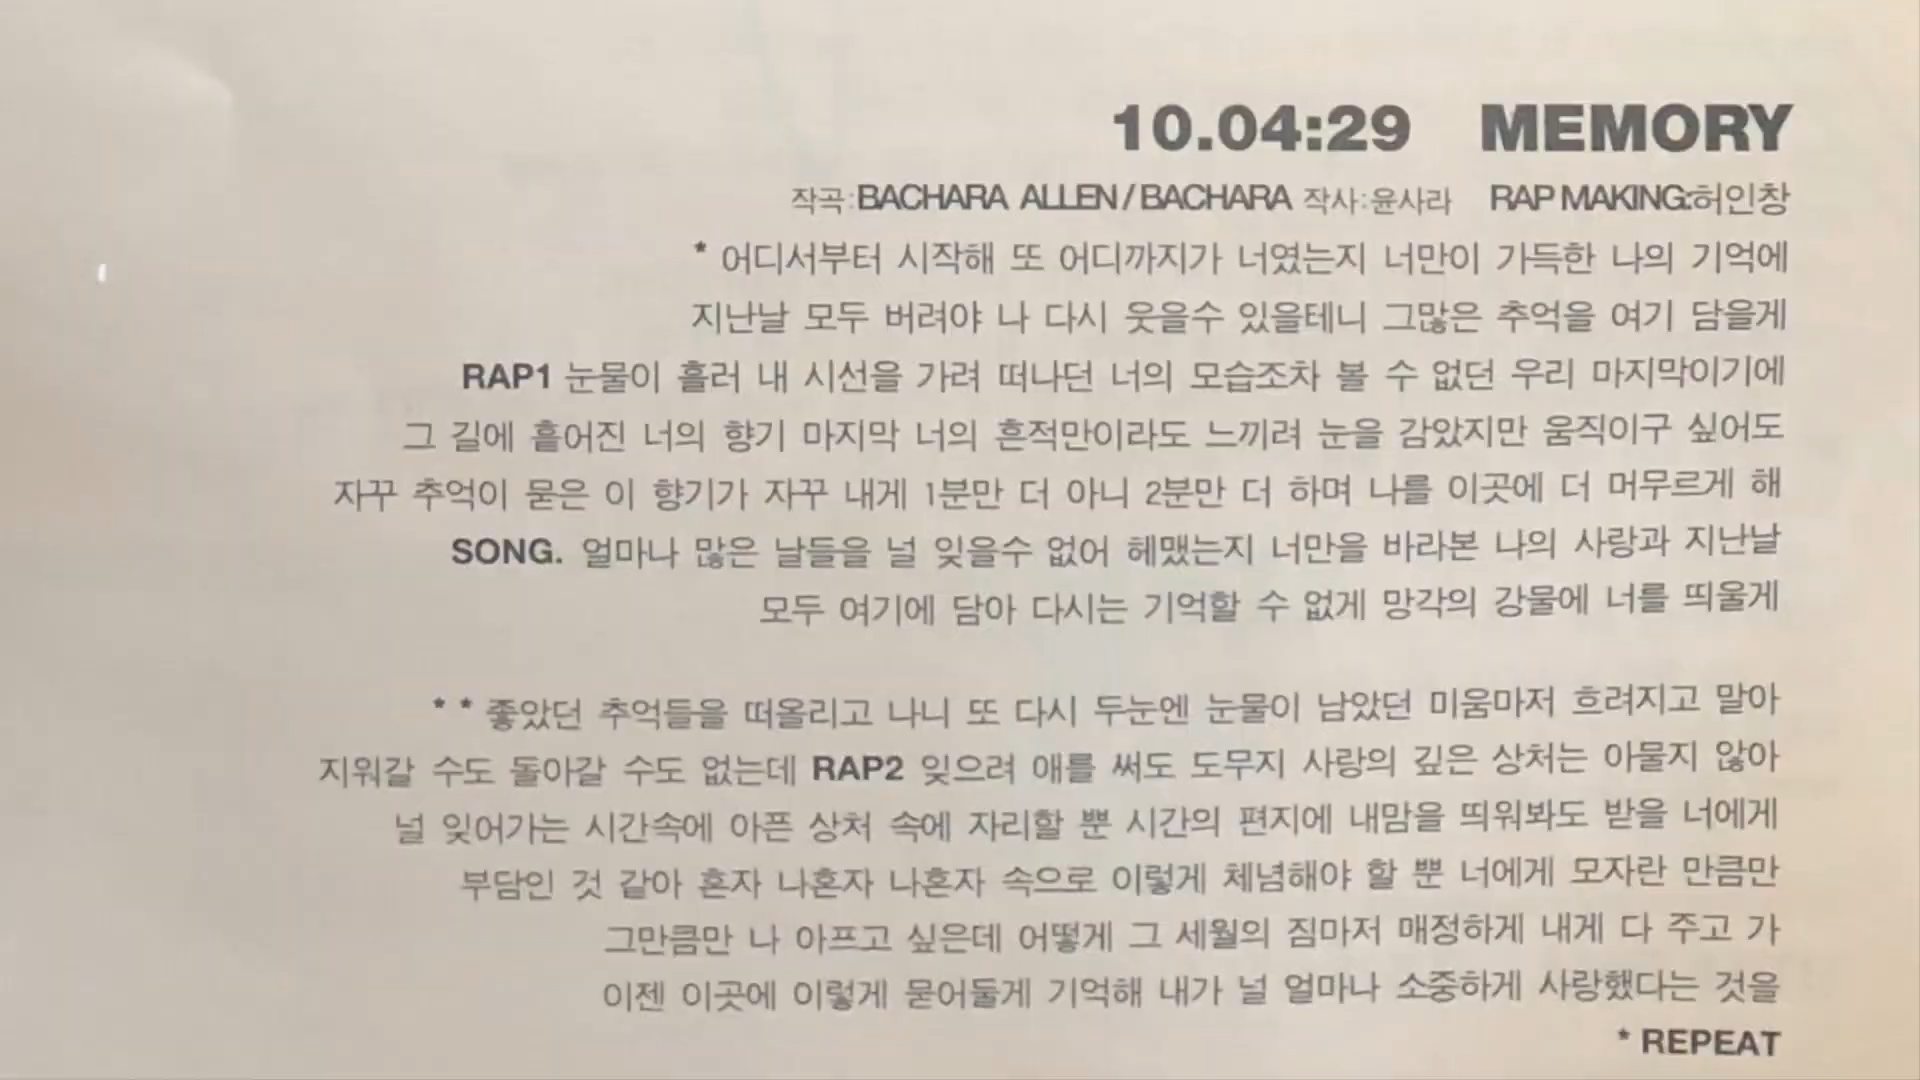 10.04:29 MEMORY
작곡:BACHARA ALLEN/BACHARA 작사:윤사라 RAP MAKING:허인창
* 어디서부터 시작해 또 어디까지가 너였는지 너만이 가득한 나의 기억에
지난날 모두 버려야 나 다시 웃을수 있을테니 그많은 추억을 여기 담을게
RAP1 눈물이 흘러 내 시선을 가려 떠나던 너의 모습조차 볼 수 없던 우리 마지막이기에
그 길에 흩어진 너의 향기 마지막 너의 흔적만이라도 느끼려 눈을 감았지만 움직이구 싶어도
자꾸 추억이 묻은 이 향기가 자꾸 내게 1분만 더 아니 2분만 더 하며 나를 이곳에 더 머무르게 해
SONG. 얼마나 많은 날들을 널 잊을수 없어 헤맸는지 너만을 바라본 나의 사랑과 지난날
모두 여기에 담아 다시는 기억할 수 없게 망각의 강물에 너를 띄울게
* * 좋았던 추억들을 떠올리고 나니 또 다시 두눈엔 눈물이 남았던 미움마저 흐려지고 말아
지워갈 수도 돌아갈 수도 없는데 RAP2 잊으려 애를 써도 도무지 사랑의 깊은 상처는 아물지 않아
널 잊어가는 시간속에 아픈 상처 속에 자리할 뿐 시간의 편지에 내맘을 띄워봐도 받을 너에게
부담인 것 같아 혼자 나혼자 나혼자 속으로 이렇게 체념해야 할 뿐 너에게 모자란 만큼만
그만큼만 나 아프고 싶은데 어떻게 그 세월의 짐마저 매정하게 내게 다 주고 가
이젠 이곳에 이렇게 묻어둘게 기억해 내가 널 얼마나 소중하게 사랑했다는 것을
* REPEAT